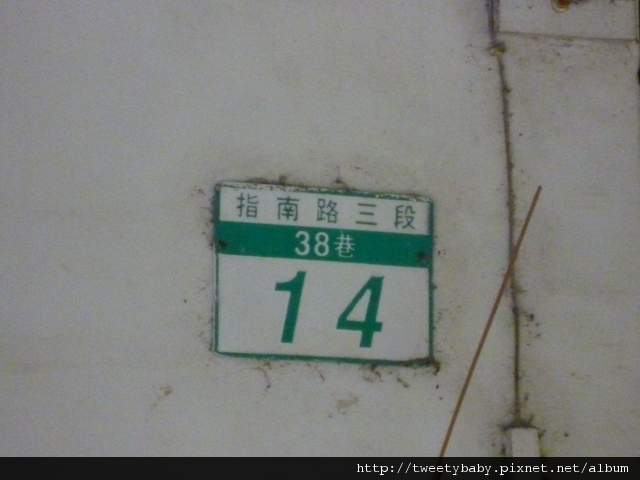 指南路三段
38巷
14
http://tweetybaby.pixnet.net/album